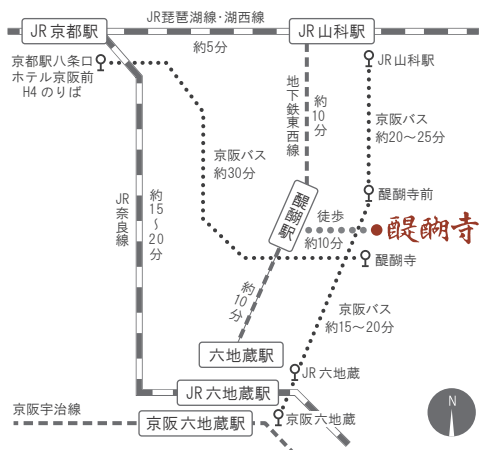 JR琵琶湖線・湖西線
JR京都駅
JR山科駅
約5分
京都駅八条口
ホテル京阪前
H4 のりば
JR山科駅
地下鉄東西線
約10分
京阪バス
約20〜25分
京阪バス
約30分
JR奈良線
約15〜20分
醍醐寺前
醍醐駅
徒歩
約10分
醍醐寺
醍醐寺
約10分
京阪バス
約15〜20分
六地蔵駅
JR六地蔵
JR六地蔵駅
京阪宇治線
京阪六地蔵駅
京阪六地蔵
N